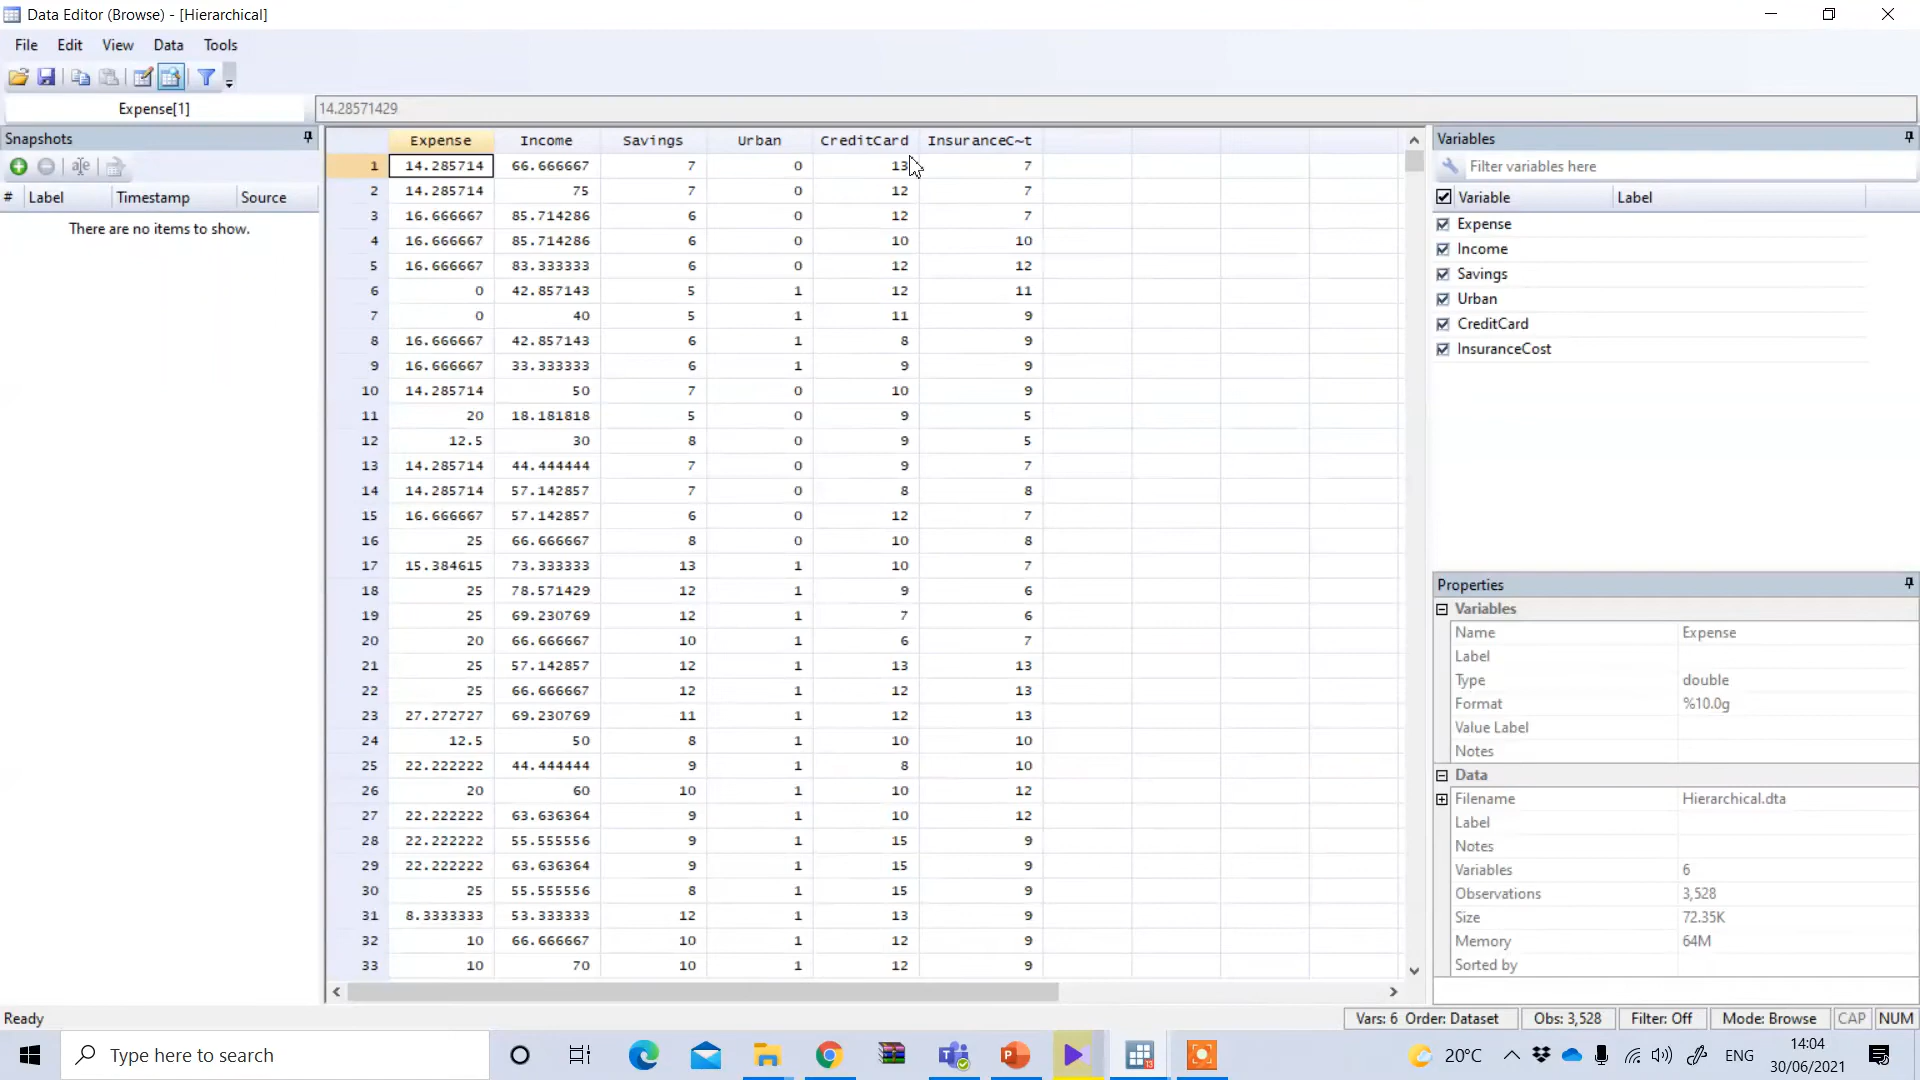 Data Editor (Browse) - [Hierarchical]
File Edit View Data Tools
Expense[1] 14.28571429
Snapshots
# Label Timestamp Source
There are no items to show.
Expense Income Savings Urban CreditCard InsuranceC~t
1 14.285714 66.666667 7 0 13 7
2 14.285714 75 7 0 12 7
3 16.666667 85.714286 6 0 12 7
4 16.666667 85.714286 6 0 10 10
5 16.666667 83.333333 6 0 12 12
6 0 42.857143 5 1 12 11
7 0 40 5 1 11 9
8 16.666667 42.857143 6 1 8 9
9 16.666667 33.333333 6 1 9 9
10 14.285714 50 7 0 10 9
11 20 18.181818 5 0 9 5
12 12.5 30 8 0 9 5
13 14.285714 44.444444 7 0 9 7
14 14.285714 57.142857 7 0 8 8
15 16.666667 57.142857 6 0 12 7
16 25 66.666667 8 0 10 8
17 15.384615 73.333333 13 1 10 7
18 25 78.571429 12 1 9 6
19 25 69.230769 12 1 7 6
20 20 66.666667 10 1 6 7
21 25 57.142857 12 1 13 13
22 25 66.666667 12 1 12 13
23 27.272727 69.230769 11 1 12 13
24 12.5 50 8 1 10 10
25 22.222222 44.444444 9 1 8 10
26 20 60 10 1 10 12
27 22.222222 63.636364 9 1 10 12
28 22.222222 55.555556 9 1 15 9
29 22.222222 63.636364 9 1 15 9
30 25 55.555556 8 1 15 9
31 8.3333333 53.333333 12 1 13 9
32 10 66.666667 10 1 12 9
33 10 70 10 1 12 9
Variables
Filter variables here
Variable Label
Expense
Income
Savings
Urban
CreditCard
InsuranceCost
Properties
Variables
Name Expense
Label
Type double
Format %10.0g
Value Label
Notes
Data
Filename Hierarchical.dta
Label
Notes
Variables 6
Observations 3,528
Size 72.35K
Memory 64M
Sorted by
Ready Vars: 6 Order: Dataset Obs: 3,528 Filter: Off Mode: Browse CAP NUM
Type here to search 20°C ENG 14:04
30/06/2021